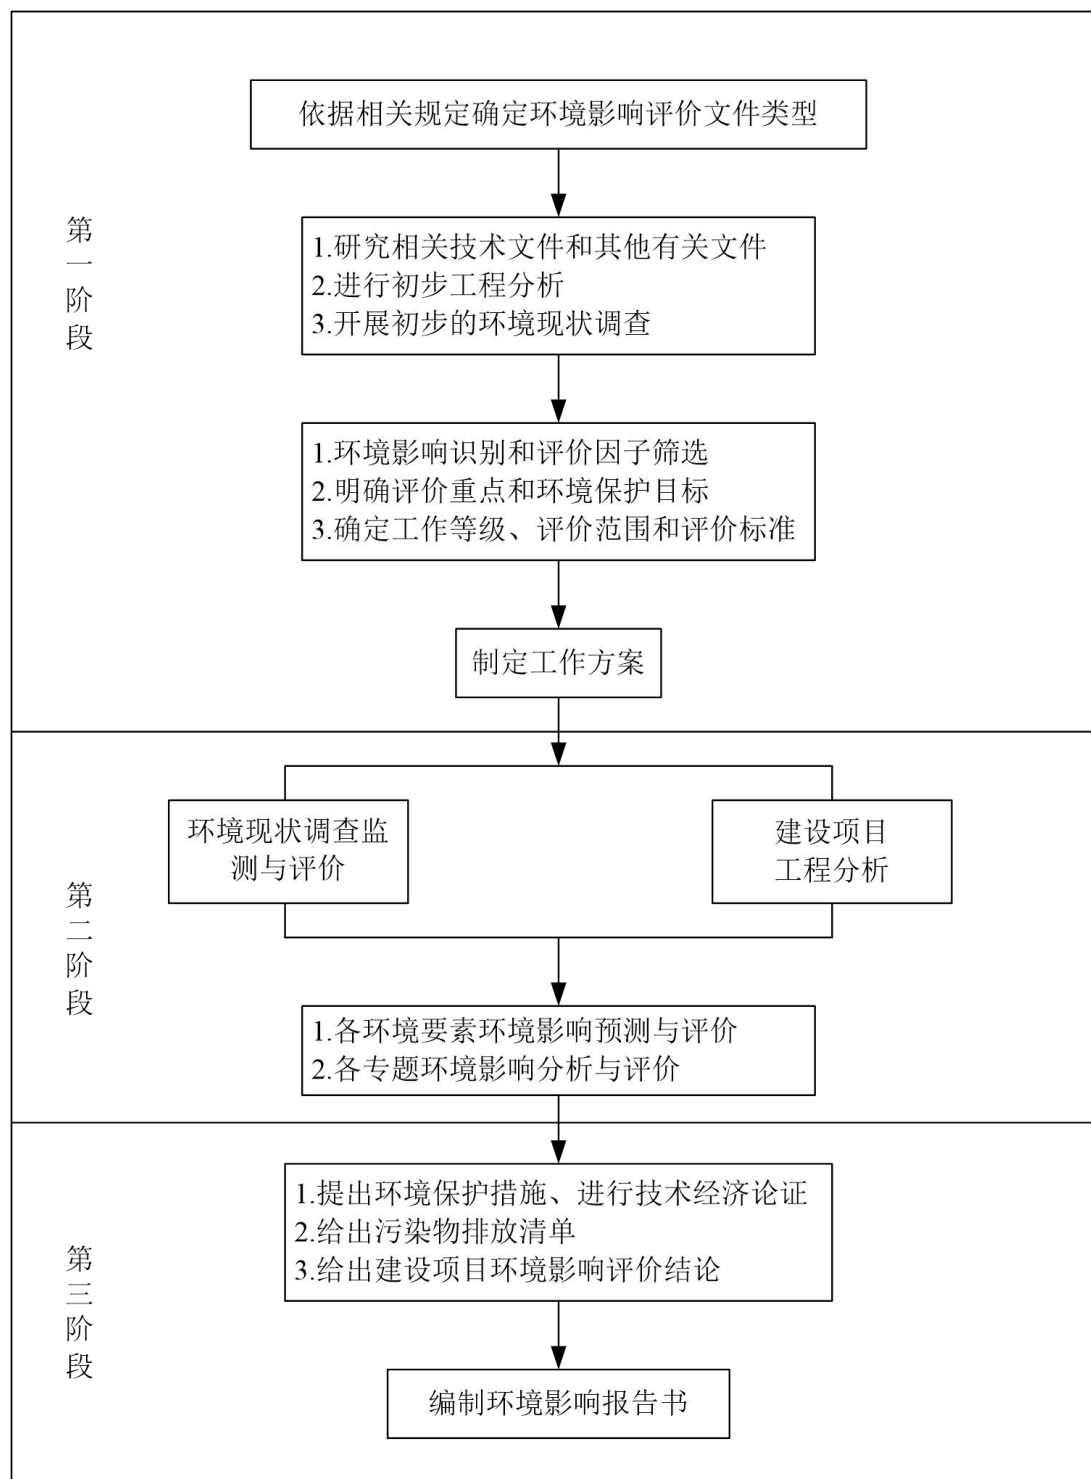 依据相关规定确定环境影响评价文件类型
第一阶段
1.研究相关技术文件和其他有关文件
2.进行初步工程分析
3.开展初步的环境现状调查
1.环境影响识别和评价因子筛选
2.明确评价重点和环境保护目标
3.确定工作等级、评价范围和评价标准
制定工作方案
第二阶段
环境现状调查监
测与评价
建设项目
工程分析
1.各环境要素环境影响预测与评价
2.各专题环境影响分析与评价
第三阶段
1.提出环境保护措施、进行技术经济论证
2.给出污染物排放清单
3.给出建设项目环境影响评价结论
编制环境影响报告书